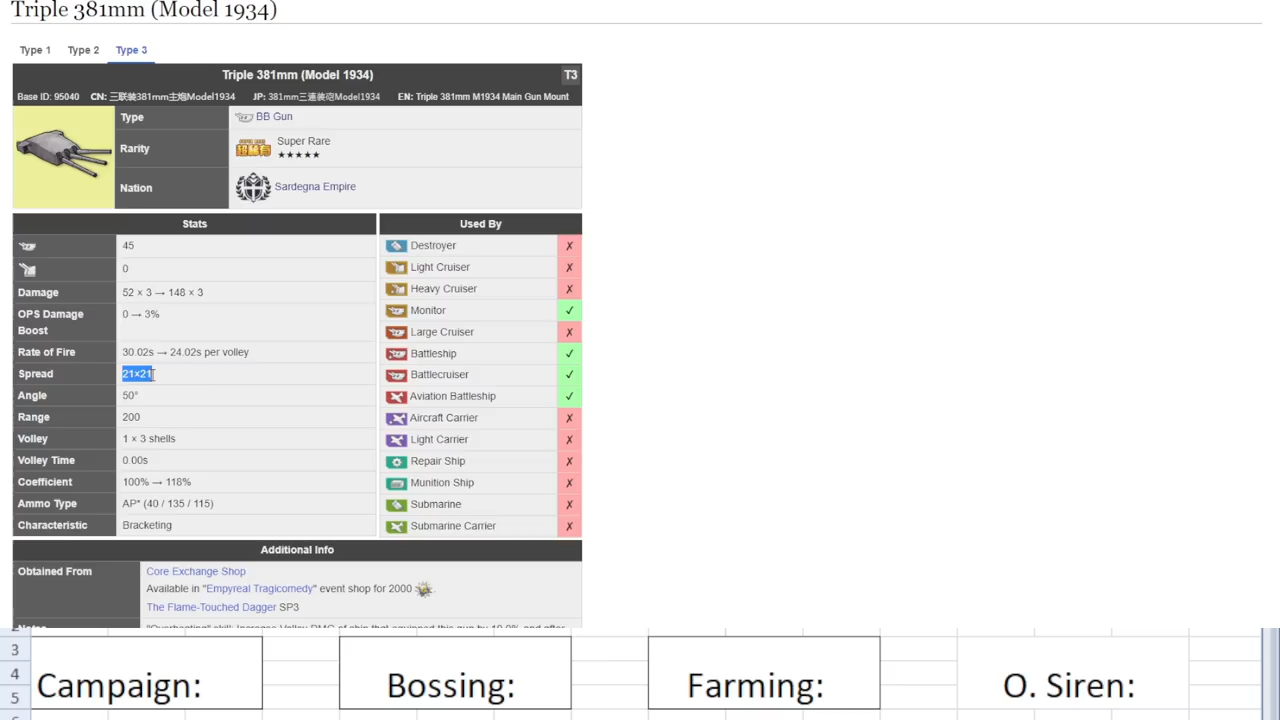 Triple 381mm (Model 1934)
Type 1 Type 2 Type 3
Triple 381mm (Model 1934) T3
Base ID: 95040 CN: 三联装381mm主炮Model1934 JP: 381mm三連装砲Model1934 EN: Triple 381mm M1934 Main Gun Mount
Type BB Gun
Rarity Super Rare
★★★★★
Nation Sardegna Empire
Stats
45
0
Damage 52 × 3 → 148 × 3
OPS Damage Boost 0 → 3%
Rate of Fire 30.02s → 24.02s per volley
Spread 21×21
Angle 50°
Range 200
Volley 1 × 3 shells
Volley Time 0.00s
Coefficient 100% → 118%
Ammo Type AP* (40 / 135 / 115)
Characteristic Bracketing
Used By
Destroyer ✗
Light Cruiser ✗
Heavy Cruiser ✗
Monitor ✓
Large Cruiser ✗
Battleship ✓
Battlecruiser ✓
Aviation Battleship ✓
Aircraft Carrier ✗
Light Carrier ✗
Repair Ship ✗
Munition Ship ✗
Submarine ✗
Submarine Carrier ✗
Additional Info
Obtained From Core Exchange Shop
Available in "Empyreal Tragicomedy" event shop for 2000 .
The Flame-Touched Dagger SP3
3
4
5
Campaign: Bossing: Farming: O. Siren: